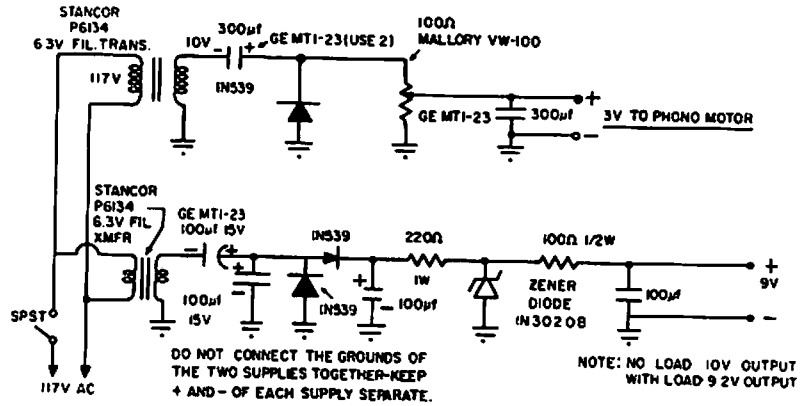 STANCOR
P6134
6.3V FIL. TRANS.
117V
10V
-
300µf
+
GE MT1-23 (USE 2)
1N539
100Ω
MALLORY VW-100
GE MT1-23
300µf
+
-
3V TO PHONO MOTOR
STANCOR
P6134
6.3V FIL
XMFR
GE MT1-23
100µf 15V
-
+
+
-
100µf
15V
1N539
1N539
+
-
100µf
220Ω
1W
ZENER
DIODE
1N3020B
100Ω 1/2W
100µf
+
9V
-
SPST
117V AC
DO NOT CONNECT THE GROUNDS OF
THE TWO SUPPLIES TOGETHER-KEEP
+ AND - OF EACH SUPPLY SEPARATE.
NOTE: NO LOAD 10V OUTPUT
WITH LOAD 9.2V OUTPUT